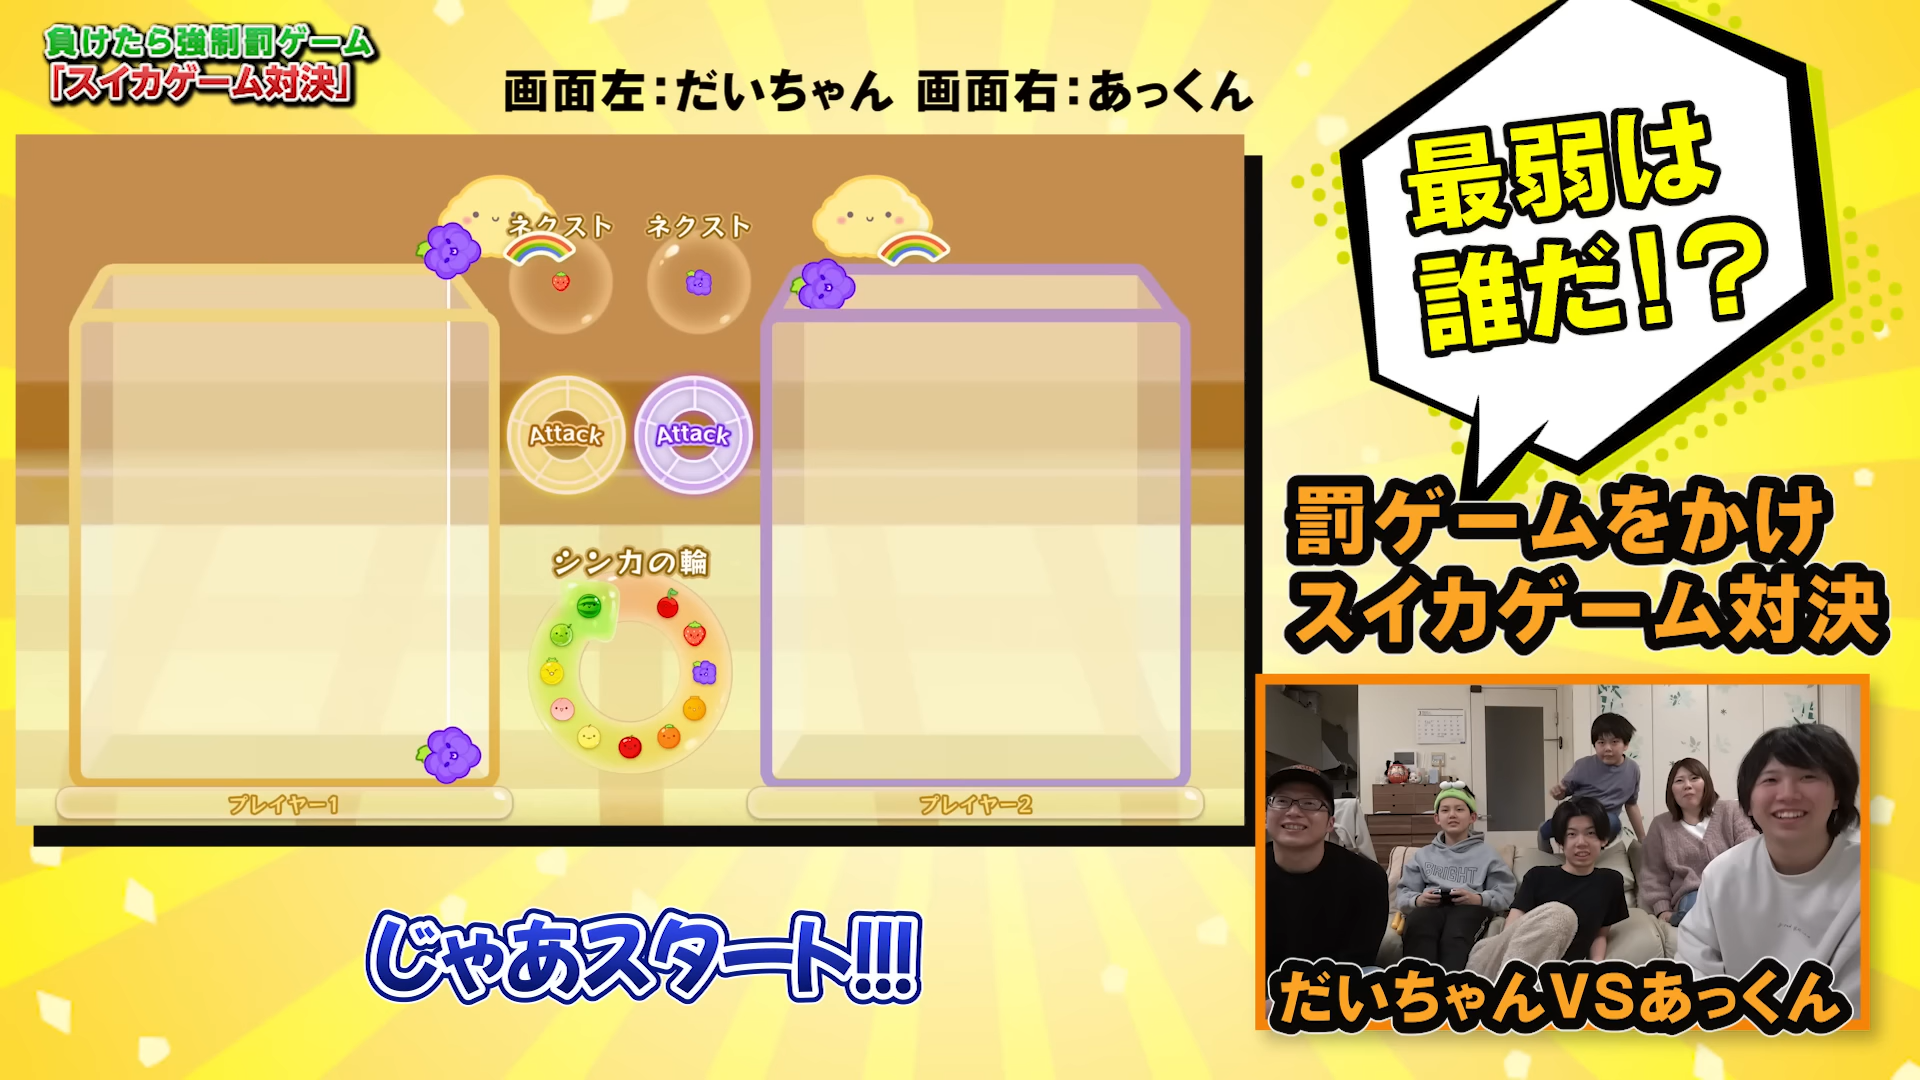 負けたら強制罰ゲーム
「スイカゲーム対決」
画面左：だいちゃん 画面右：あっくん
最弱は
誰だ！？
ネクスト
ネクスト
Attack
Attack
シンカの輪
プレイヤー1
プレイヤー2
罰ゲームをかけ
スイカゲーム対決
BRIGHT
だいちゃんVSあっくん
じゃあスタート!!!